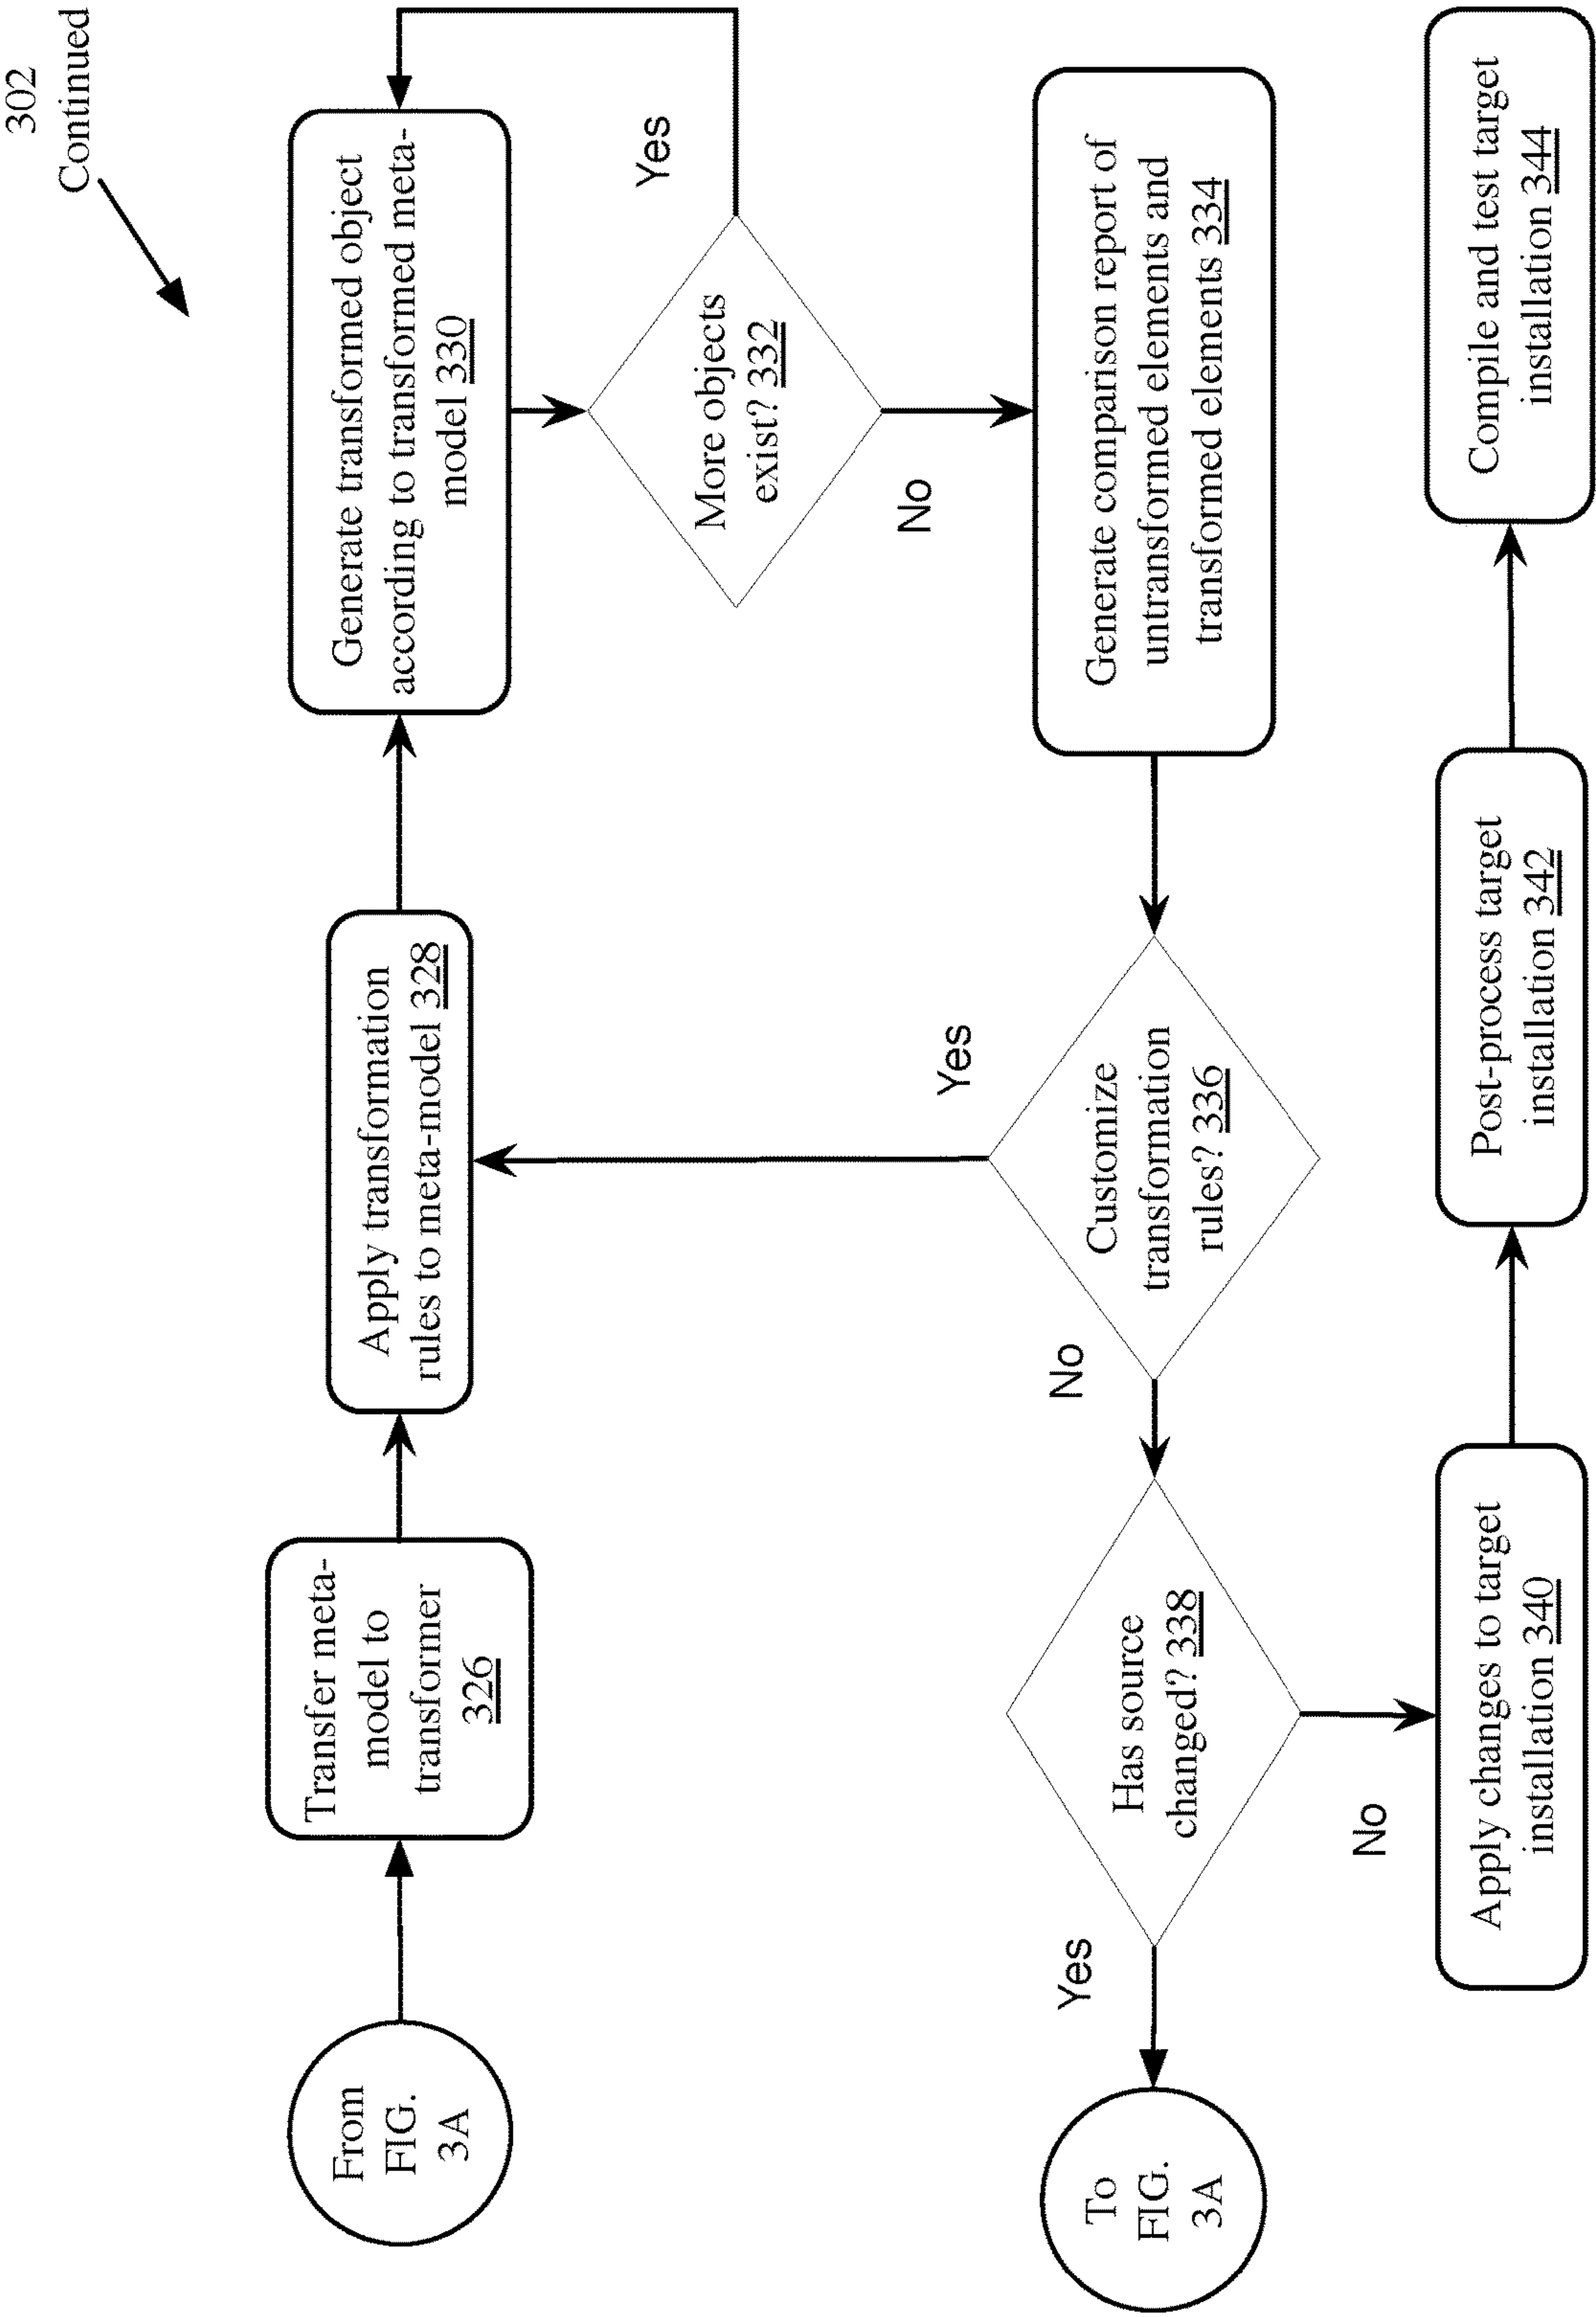 302
Continued
From
FIG.
3A
Transfer meta-
model to
transformer
326
Apply transformation
rules to meta-model 328
Generate transformed object
according to transformed meta-
model 330
Yes
More objects
exist? 332
No
Generate comparison report of
untransformed elements and
transformed elements 334
Yes
Customize
transformation
rules? 336
No
Has source
changed? 338
Yes
No
To
FIG.
3A
Apply changes to target
installation 340
Post-process target
installation 342
Compile and test target
installation 344